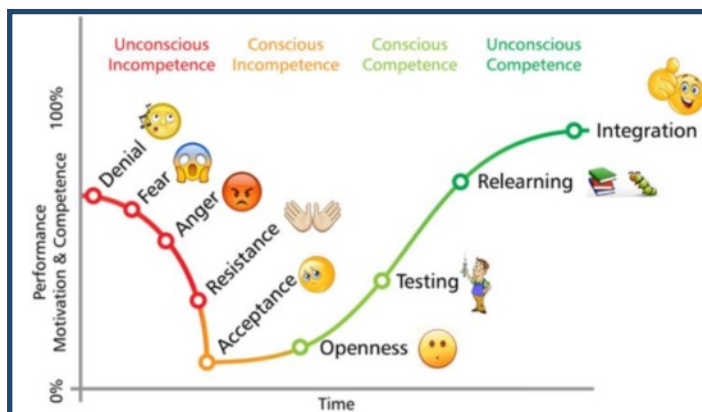 Unconscious
Incompetence
Conscious
Incompetence
Conscious
Competence
Unconscious
Competence
100%
Performance
Motivation & Competence
0%
Denial
Fear
Anger
Resistance
Acceptance
Openness
Testing
Relearning
Integration
Time